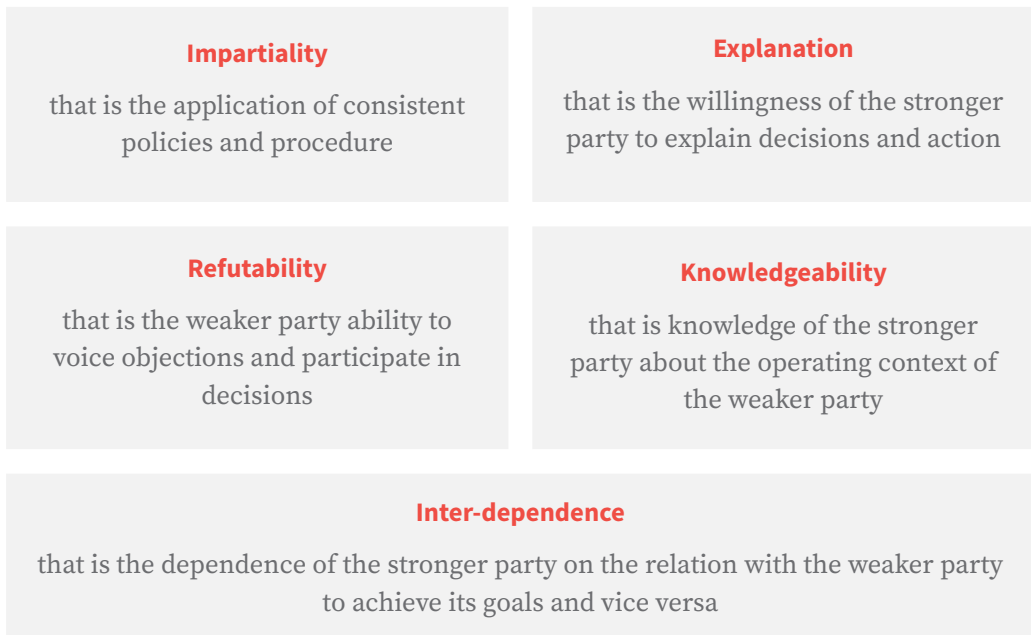 Impartiality
that is the application of consistent
policies and procedure
Explanation
that is the willingness of the stronger
party to explain decisions and action
Refutability
that is the weaker party ability to
voice objections and participate in
decisions
Knowledgeability
that is knowledge of the stronger
party about the operating context of
the weaker party
Inter-dependence
that is the dependence of the stronger party on the relation with the weaker party
to achieve its goals and vice versa